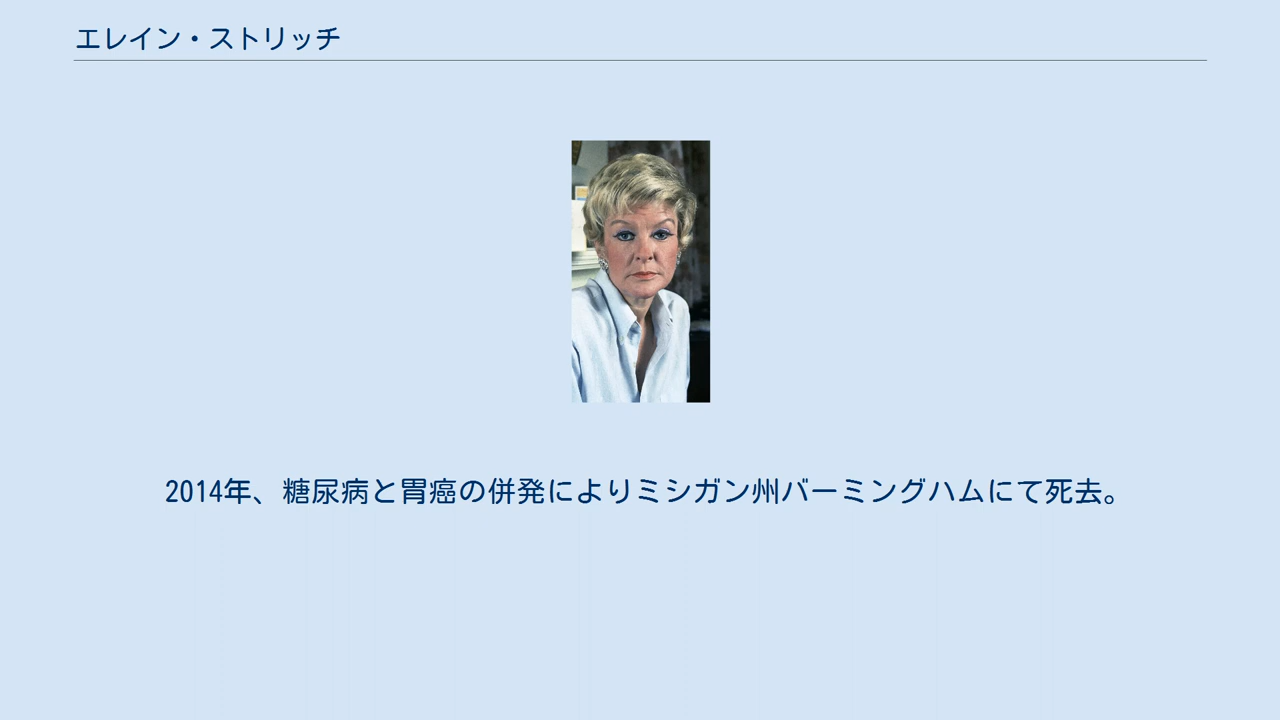 エレイン・ストリッチ
2014年、糖尿病と胃癌の併発によりミシガン州バーミングハムにて死去。